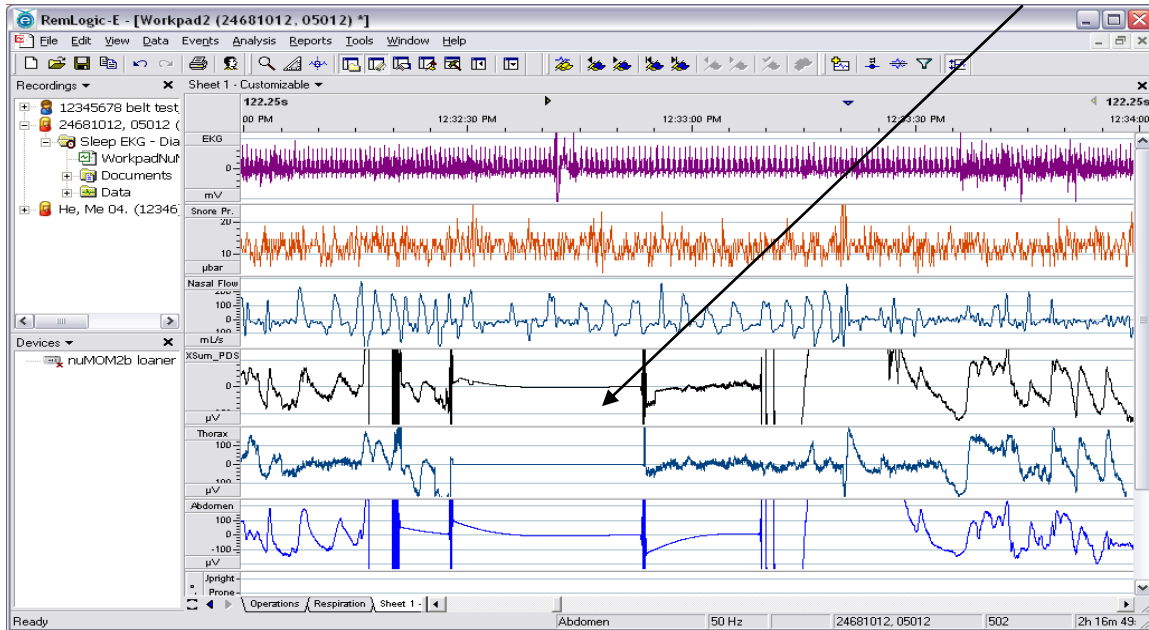 RemLogic-E - [Workpad2 (24681012, 05012) *]
File Edit View Data Events Analysis Reports Tools Window Help
Recordings
Sheet 1 - Customizable
12345678 belt test
24681012, 05012 (
Sleep EKG - Dia
WorkpadNuM
Documents
Data
He, Me 04. (12346
Devices
nuMOM2b loaner
122.25s
122.25s
00 PM 12:32:30 PM 12:33:00 PM 12:33:30 PM 12:34:00
EKG
0
mV
Snore Pr.
20
10
µbar
Nasal Flow
100
0
mL/s
XSum_PDS
0
µV
Thorax
100
0
µV
Abdomen
100
-100
µV
Jpright
Prone
Operations Respiration Sheet 1 -
Ready Abdomen 50 Hz 24681012, 05012 502 2h 16m 49: